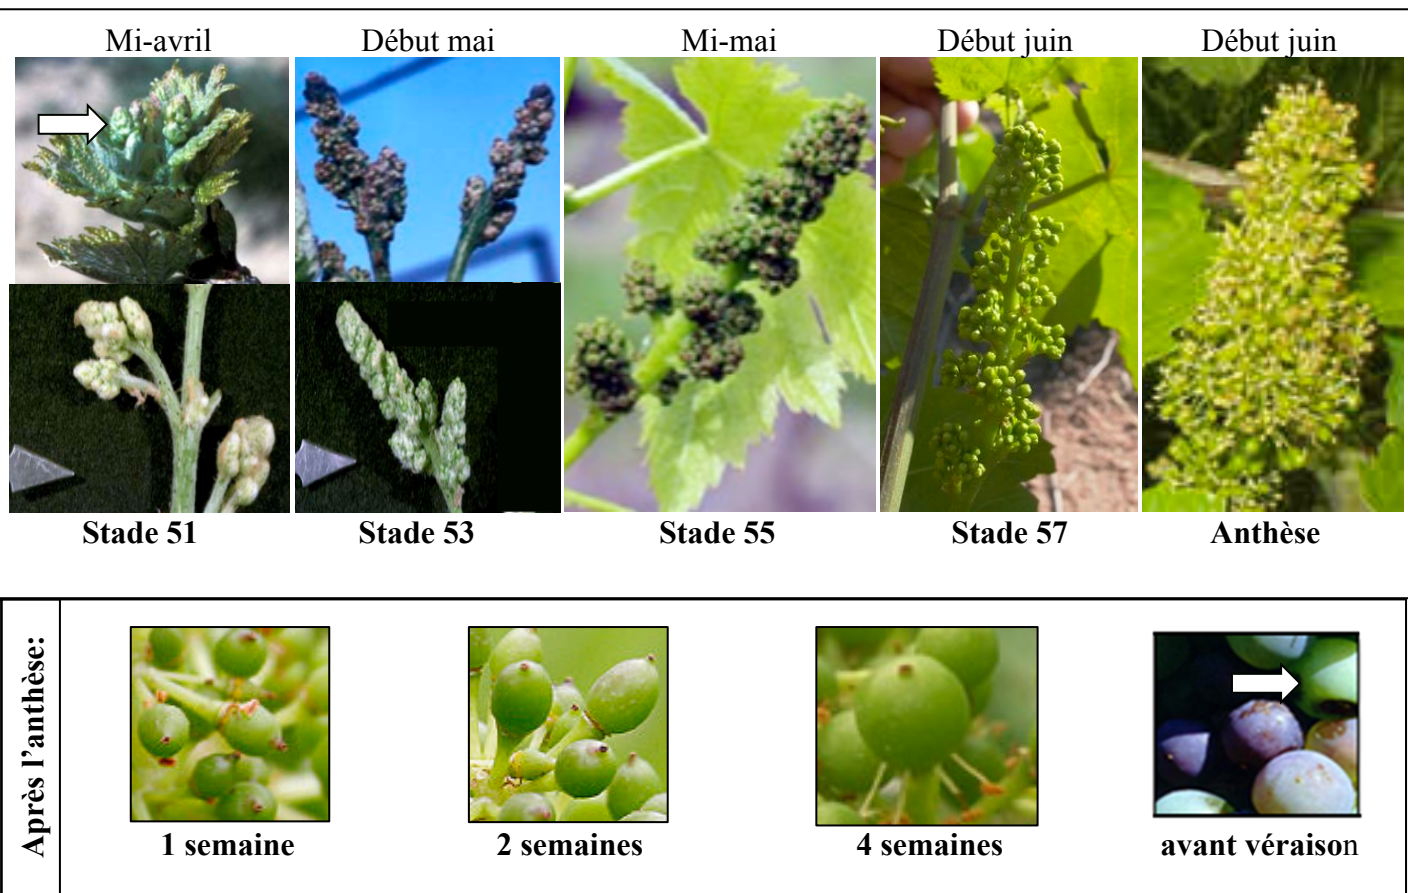 Mi-avril
Début mai
Mi-mai
Début juin
Début juin
Stade 51
Stade 53
Stade 55
Stade 57
Anthèse
Après l’anthèse:
1 semaine
2 semaines
4 semaines
avant véraison